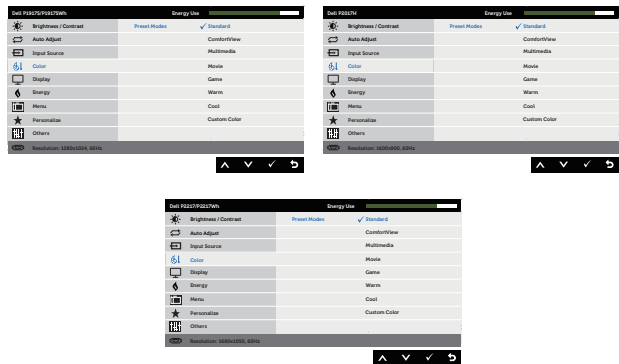 Dell P1917S/P1917SWh Energy Use
Brightness / Contrast Preset Modes Standard
Auto Adjust ComfortView
Input Source Multimedia
Color Movie
Display Game
Energy Warm
Menu Cool
Personalize Custom Color
Others
Resolution: 1280x1024, 60Hz
Dell P2017H Energy Use
Brightness / Contrast Preset Modes Standard
Auto Adjust ComfortView
Input Source Multimedia
Color Movie
Display Game
Energy Warm
Menu Cool
Personalize Custom Color
Others
Resolution: 1600x900, 60Hz
Dell P2217/P2217Wh Energy Use
Brightness / Contrast Preset Modes Standard
Auto Adjust ComfortView
Input Source Multimedia
Color Movie
Display Game
Energy Warm
Menu Cool
Personalize Custom Color
Others
Resolution: 1680x1050, 60Hz